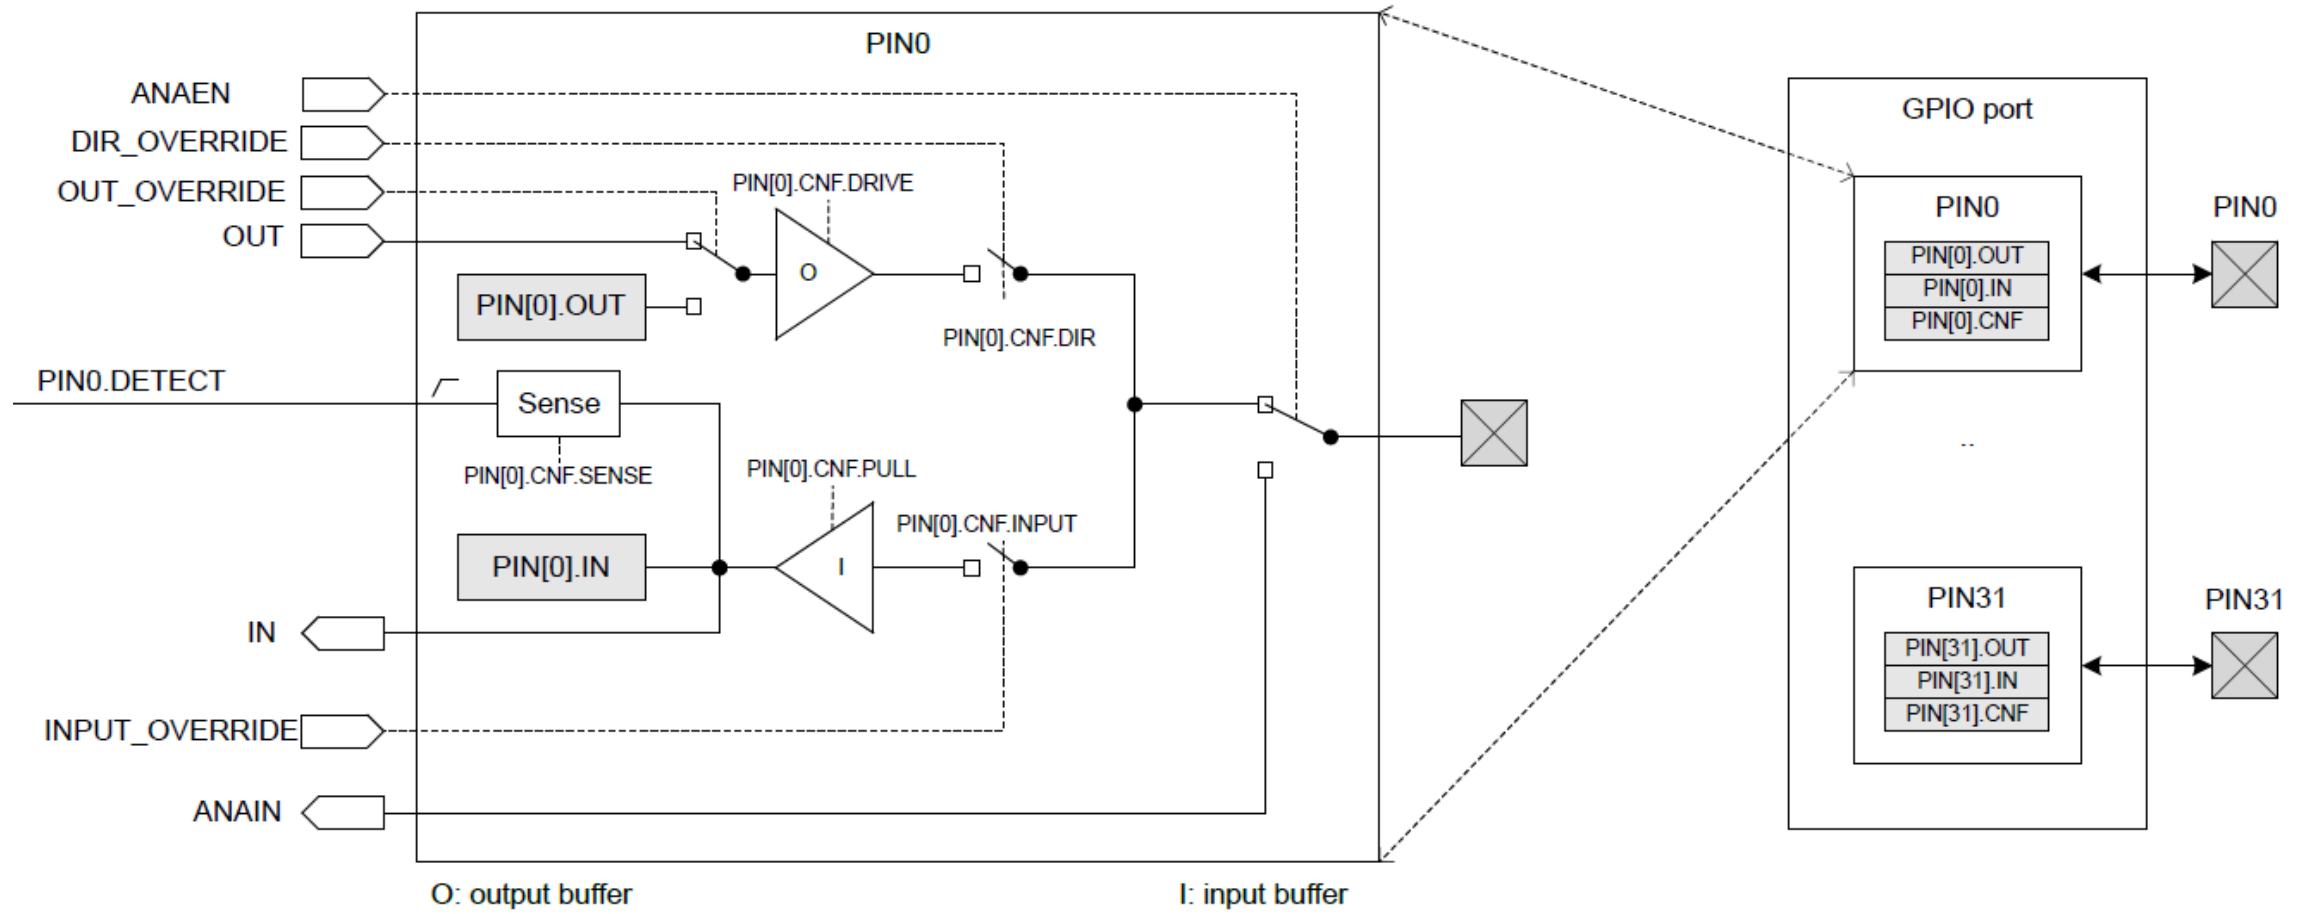 PIN0
ANAEN
DIR_OVERRIDE
OUT_OVERRIDE
OUT
PIN[0].CNF.DRIVE
O
PIN[0].OUT
PIN[0].CNF.DIR
PIN0.DETECT
Sense
PIN[0].CNF.SENSE
PIN[0].CNF.PULL
PIN[0].CNF.INPUT
PIN[0].IN
I
IN
INPUT_OVERRIDE
ANAIN
O: output buffer
I: input buffer
GPIO port
PIN0
PIN[0].OUT
PIN[0].IN
PIN[0].CNF
PIN0
..
PIN31
PIN[31].OUT
PIN[31].IN
PIN[31].CNF
PIN31